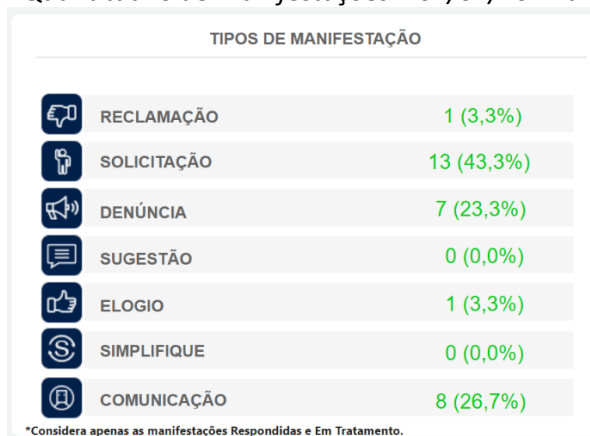 TIPOS DE MANIFESTAÇÃO
RECLAMAÇÃO 1 (3,3%)
SOLICITAÇÃO 13 (43,3%)
DENÚNCIA 7 (23,3%)
SUGESTÃO 0 (0,0%)
ELOGIO 1 (3,3%)
SIMPLIFIQUE 0 (0,0%)
COMUNICAÇÃO 8 (26,7%)
*Considera apenas as manifestações Respondidas e Em Tratamento.